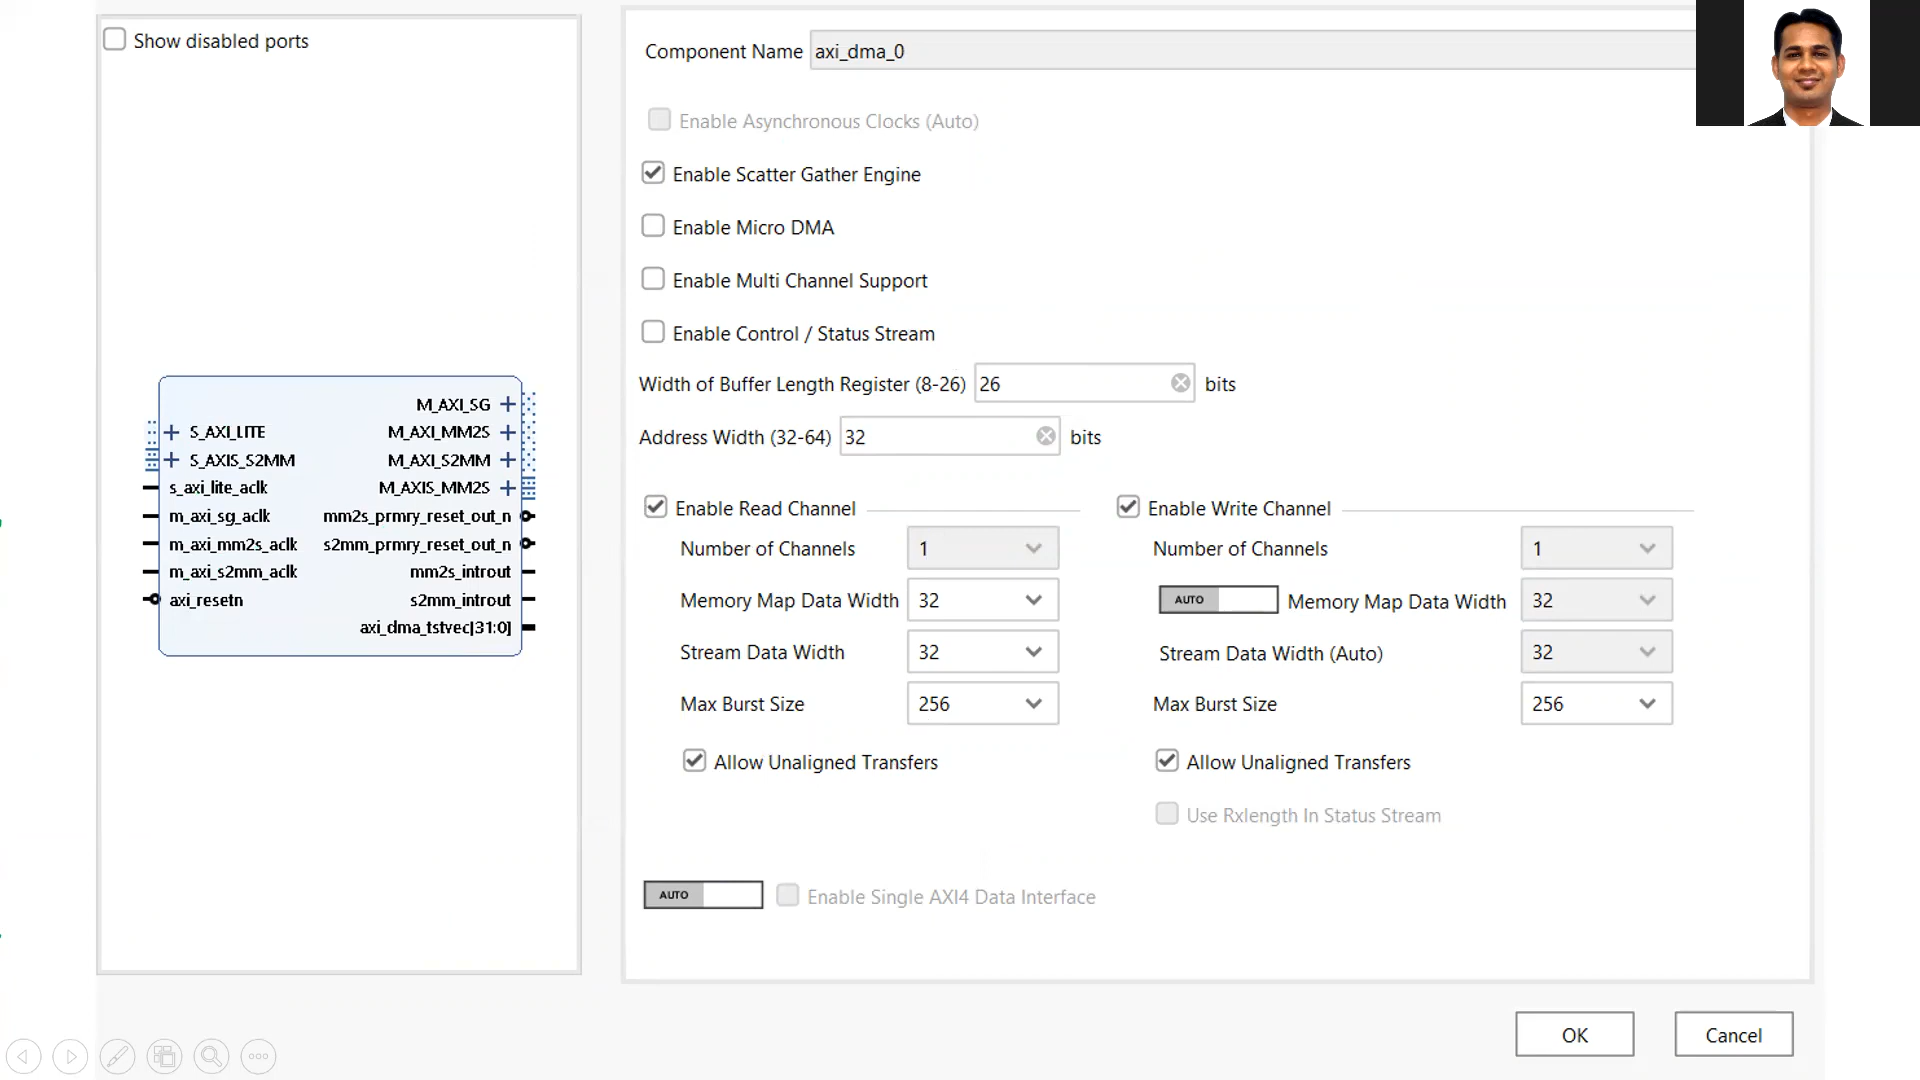 Show disabled ports
M_AXI_SG
S_AXI_LITE
M_AXI_MM2S
S_AXIS_S2MM
M_AXI_S2MM
s_axi_lite_aclk
M_AXIS_MM2S
m_axi_sg_aclk
mm2s_prmry_reset_out_n
m_axi_mm2s_aclk
s2mm_prmry_reset_out_n
m_axi_s2mm_aclk
mm2s_introut
axi_resetn
s2mm_introut
axi_dma_tstvec[31:0]
Component Name axi_dma_0
Enable Asynchronous Clocks (Auto)
Enable Scatter Gather Engine
Enable Micro DMA
Enable Multi Channel Support
Enable Control / Status Stream
Width of Buffer Length Register (8-26) 26 bits
Address Width (32-64) 32 bits
Enable Read Channel
Number of Channels 1
Memory Map Data Width 32
Stream Data Width 32
Max Burst Size 256
Allow Unaligned Transfers
Enable Write Channel
Number of Channels 1
AUTO Memory Map Data Width 32
Stream Data Width (Auto) 32
Max Burst Size 256
Allow Unaligned Transfers
Use Rxlength In Status Stream
AUTO Enable Single AXI4 Data Interface
OK Cancel